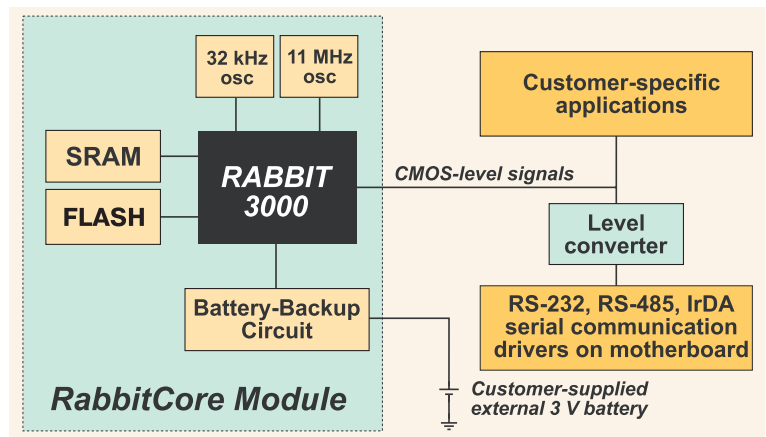 32 kHz
osc
11 MHz
osc
SRAM
FLASH
RABBIT
3000
Battery-Backup
Circuit
RabbitCore Module
CMOS-level signals
Customer-specific
applications
Level
converter
RS-232, RS-485, IrDA
serial communication
drivers on motherboard
Customer-supplied
external 3 V battery